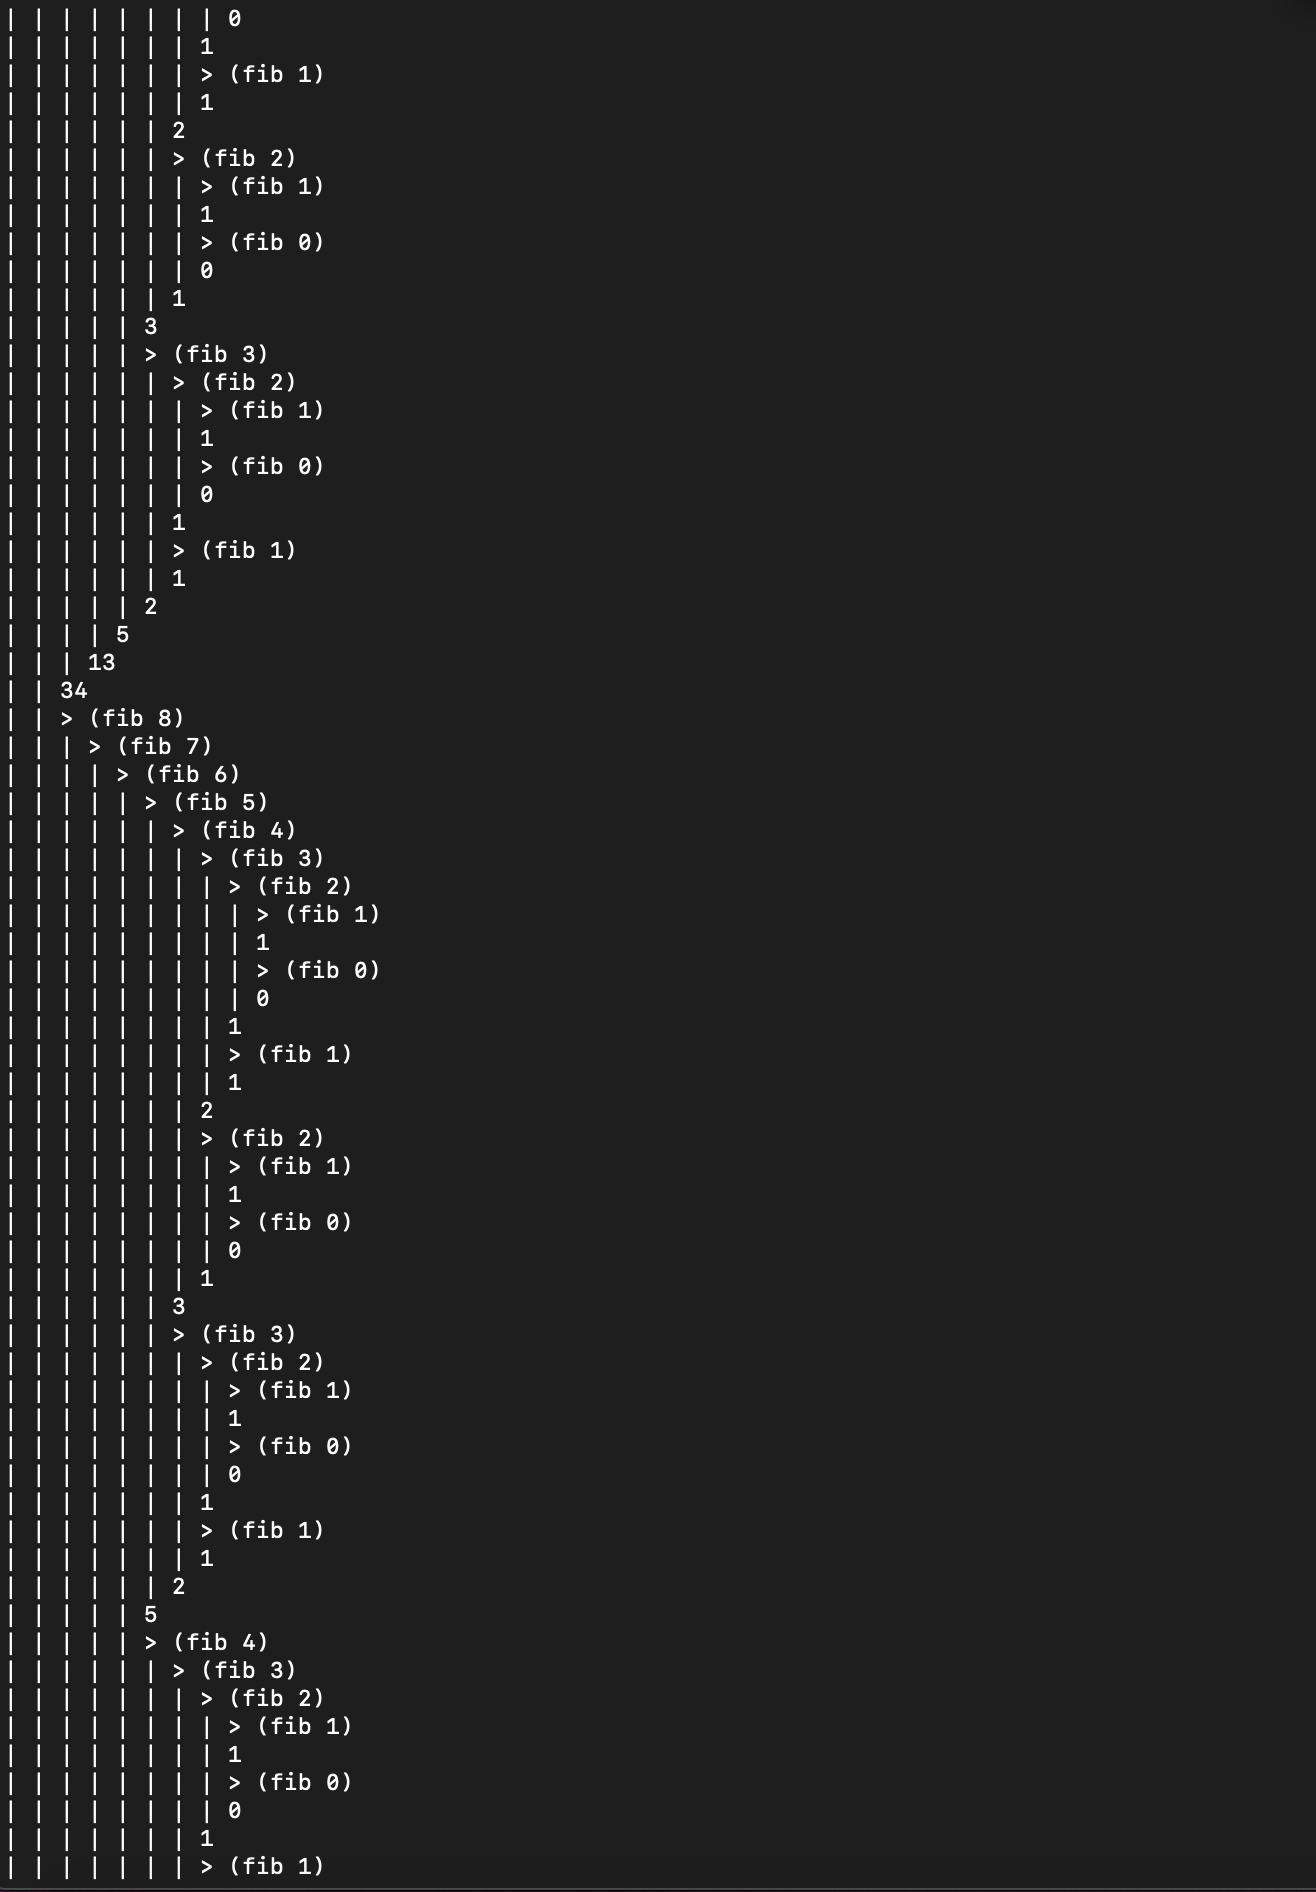 | | | | | | | | 0
| | | | | | | 1
| | | | | | | > (fib 1)
| | | | | | | 1
| | | | | | 2
| | | | | | > (fib 2)
| | | | | | | > (fib 1)
| | | | | | | 1
| | | | | | | > (fib 0)
| | | | | | | 0
| | | | | | 1
| | | | | 3
| | | | | > (fib 3)
| | | | | | > (fib 2)
| | | | | | | > (fib 1)
| | | | | | | 1
| | | | | | | > (fib 0)
| | | | | | | 0
| | | | | | 1
| | | | | | > (fib 1)
| | | | | | 1
| | | | | 2
| | | | 5
| | | 13
| | 34
| | > (fib 8)
| | | > (fib 7)
| | | | > (fib 6)
| | | | | > (fib 5)
| | | | | | > (fib 4)
| | | | | | | > (fib 3)
| | | | | | | | > (fib 2)
| | | | | | | | | > (fib 1)
| | | | | | | | | 1
| | | | | | | | | > (fib 0)
| | | | | | | | | 0
| | | | | | | | 1
| | | | | | | | > (fib 1)
| | | | | | | | 1
| | | | | | | 2
| | | | | | | > (fib 2)
| | | | | | | | > (fib 1)
| | | | | | | | 1
| | | | | | | | > (fib 0)
| | | | | | | | 0
| | | | | | | 1
| | | | | | 3
| | | | | | > (fib 3)
| | | | | | | > (fib 2)
| | | | | | | | > (fib 1)
| | | | | | | | 1
| | | | | | | | > (fib 0)
| | | | | | | | 0
| | | | | | | 1
| | | | | | | > (fib 1)
| | | | | | | 1
| | | | | | 2
| | | | | 5
| | | | | > (fib 4)
| | | | | | > (fib 3)
| | | | | | | > (fib 2)
| | | | | | | | > (fib 1)
| | | | | | | | 1
| | | | | | | | > (fib 0)
| | | | | | | | 0
| | | | | | | 1
| | | | | | | > (fib 1)